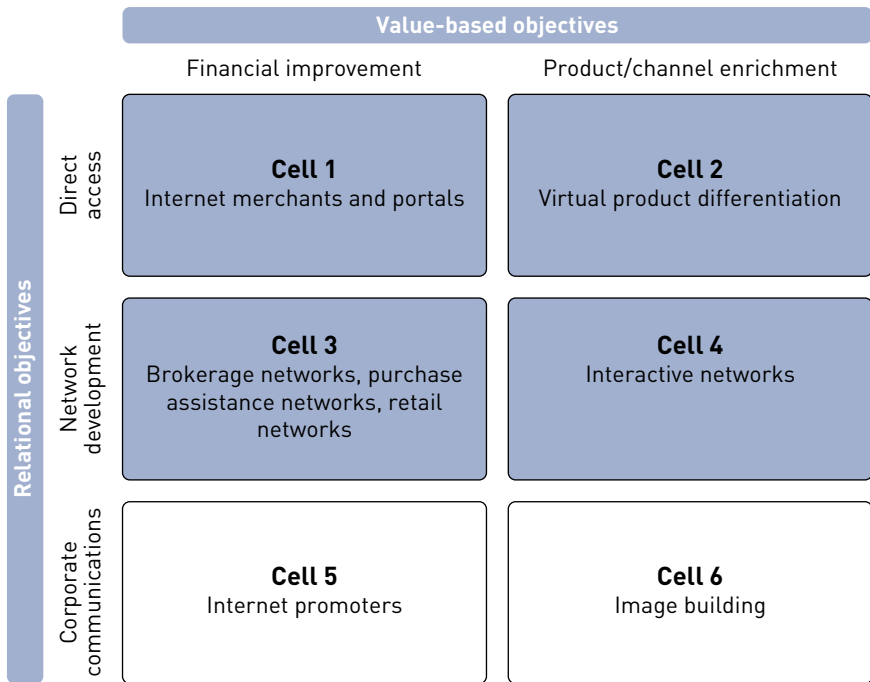 Value-based objectives
Financial improvement
Product/channel enrichment
Relational objectives
Direct
access
Cell 1
Internet merchants and portals
Cell 2
Virtual product differentiation
Network
development
Cell 3
Brokerage networks, purchase
assistance networks, retail
networks
Cell 4
Interactive networks
Corporate
communications
Cell 5
Internet promoters
Cell 6
Image building